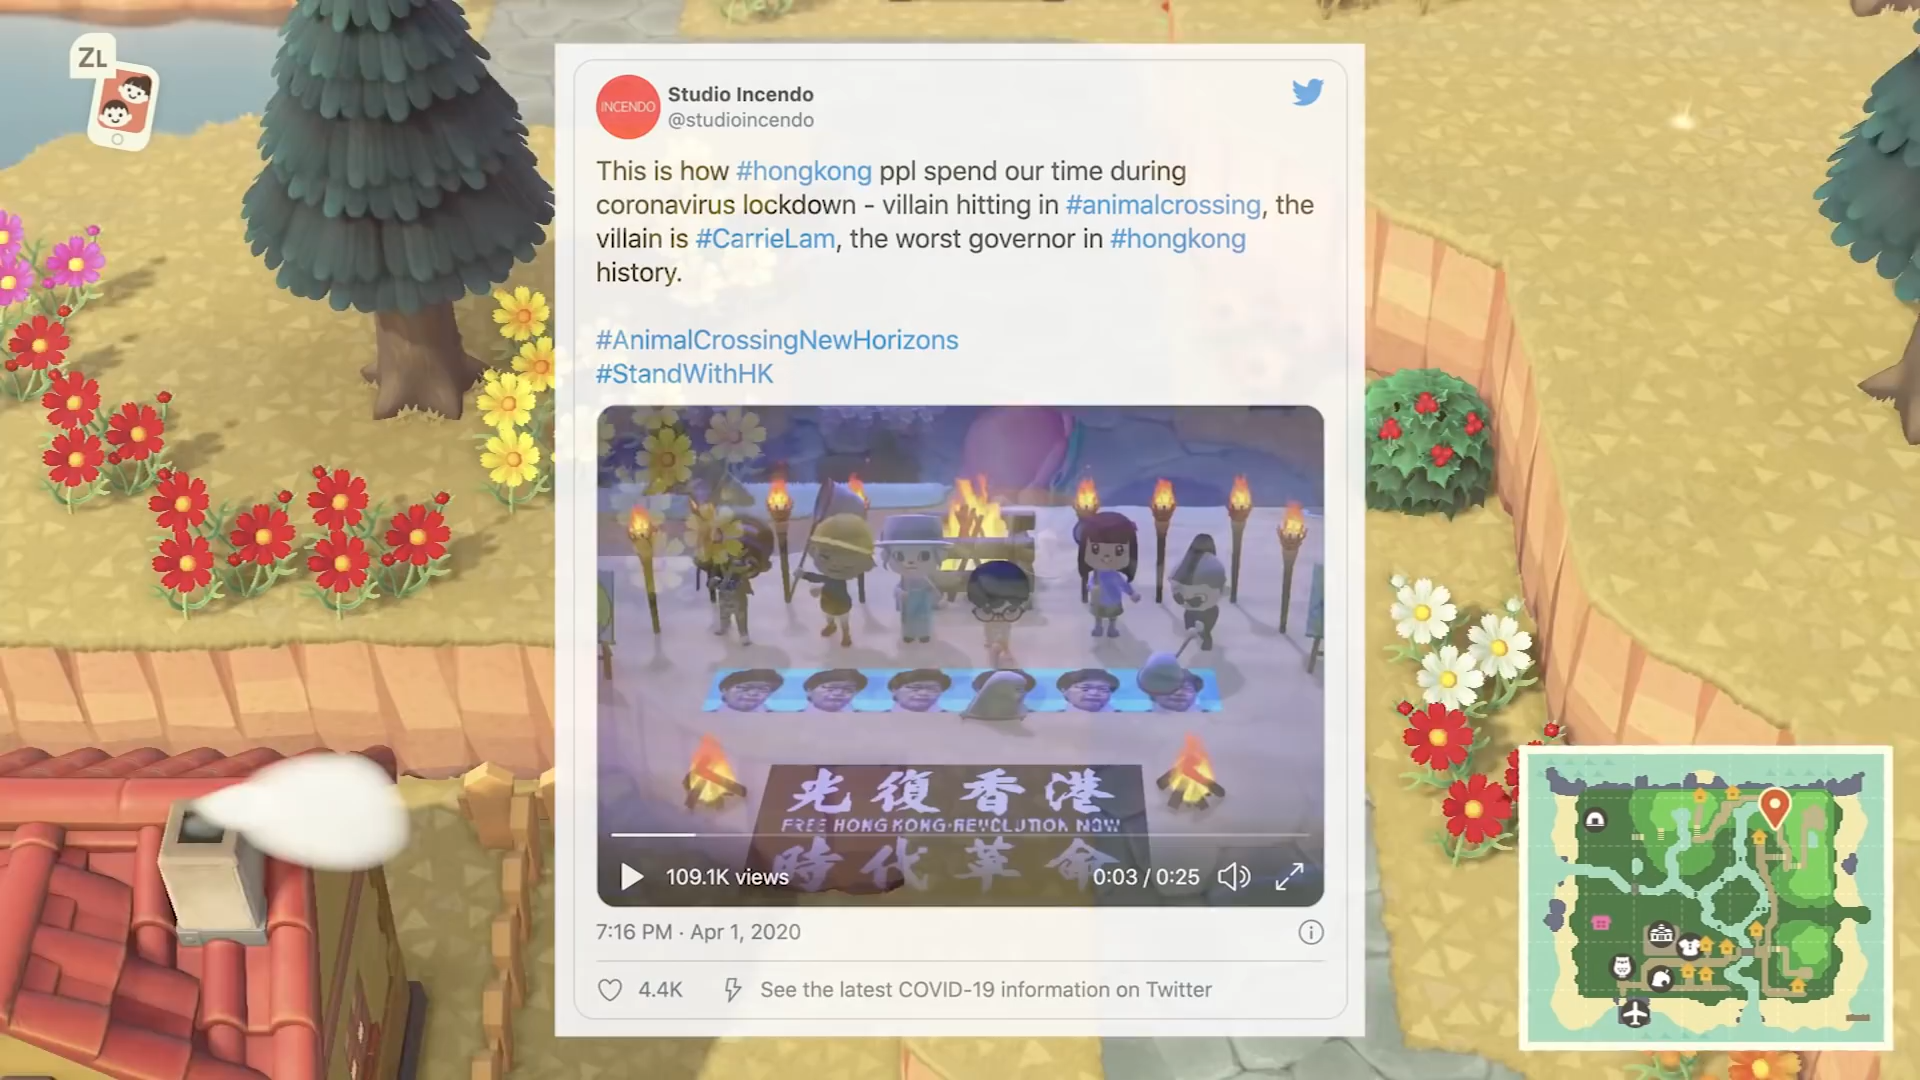 ZL
INCENDO
Studio Incendo
@studioincendo
This is how #hongkong ppl spend our time during
coronavirus lockdown - villain hitting in #animalcrossing, the
villain is #CarrieLam, the worst governor in #hongkong
history.
#AnimalCrossingNewHorizons
#StandWithHK
光復香港
FREE HONG KONG·REVOLUTION NOW
時代革命
109.1K views
0:03 / 0:25
7:16 PM · Apr 1, 2020
4.4K
See the latest COVID-19 information on Twitter